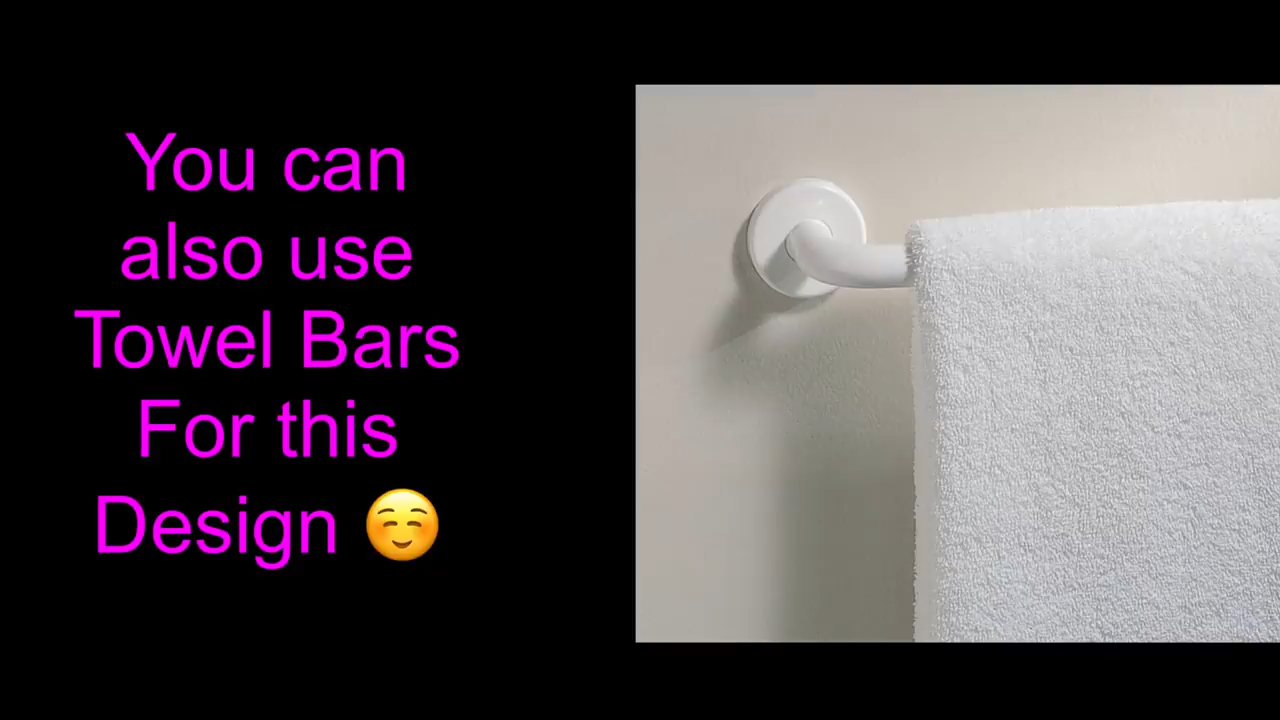 You can
also use
Towel Bars
For this
Design ☺️